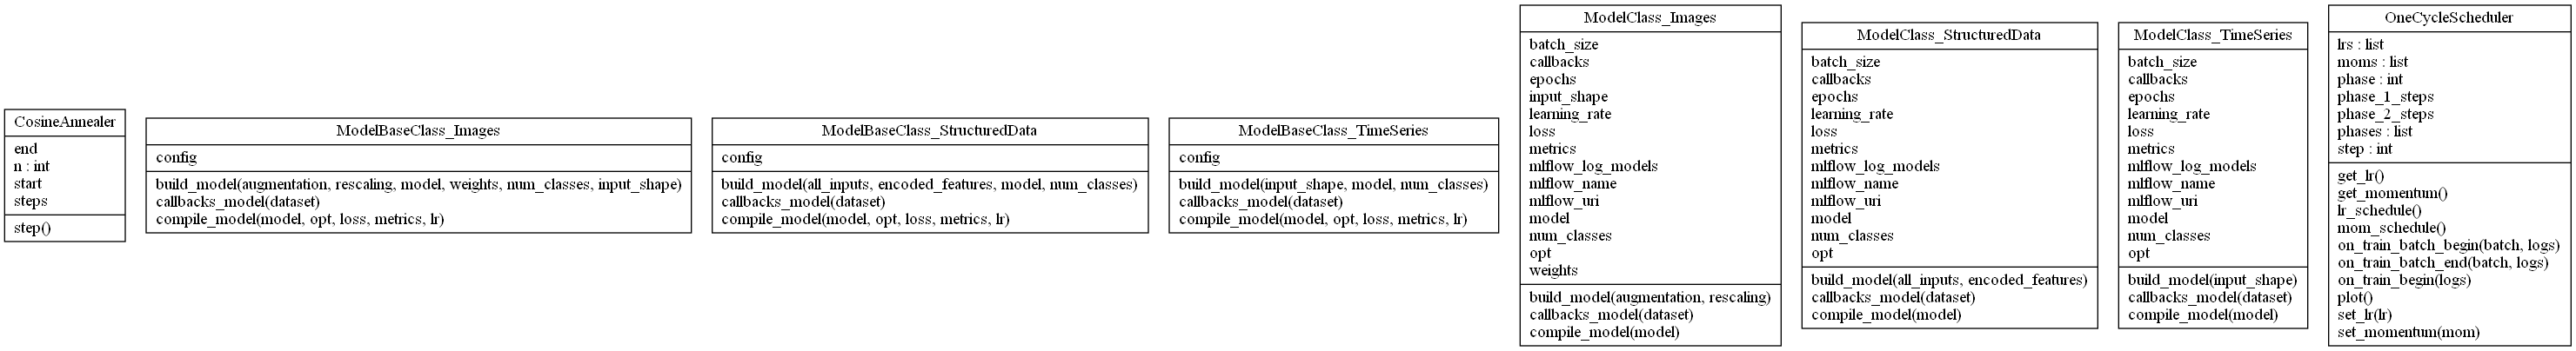 CosineAnnealer
end
n : int
start
steps
step()
ModelBaseClass_Images
config
build_model(augmentation, rescaling, model, weights, num_classes, input_shape)
callbacks_model(dataset)
compile_model(model, opt, loss, metrics, lr)
ModelBaseClass_StructuredData
config
build_model(all_inputs, encoded_features, model, num_classes)
callbacks_model(dataset)
compile_model(model, opt, loss, metrics, lr)
ModelBaseClass_TimeSeries
config
build_model(input_shape, model, num_classes)
callbacks_model(dataset)
compile_model(model, opt, loss, metrics, lr)
ModelClass_Images
batch_size
callbacks
epochs
input_shape
learning_rate
loss
metrics
mlflow_log_models
mlflow_name
mlflow_uri
model
num_classes
opt
weights
build_model(augmentation, rescaling)
callbacks_model(dataset)
compile_model(model)
ModelClass_StructuredData
batch_size
callbacks
epochs
learning_rate
loss
metrics
mlflow_log_models
mlflow_name
mlflow_uri
model
num_classes
opt
build_model(all_inputs, encoded_features)
callbacks_model(dataset)
compile_model(model)
ModelClass_TimeSeries
batch_size
callbacks
epochs
learning_rate
loss
metrics
mlflow_log_models
mlflow_name
mlflow_uri
model
num_classes
opt
build_model(input_shape)
callbacks_model(dataset)
compile_model(model)
OneCycleScheduler
lrs : list
moms : list
phase : int
phase_1_steps
phase_2_steps
phases : list
step : int
get_lr()
get_momentum()
lr_schedule()
mom_schedule()
on_train_batch_begin(batch, logs)
on_train_batch_end(batch, logs)
on_train_begin(logs)
plot()
set_lr(lr)
set_momentum(mom)